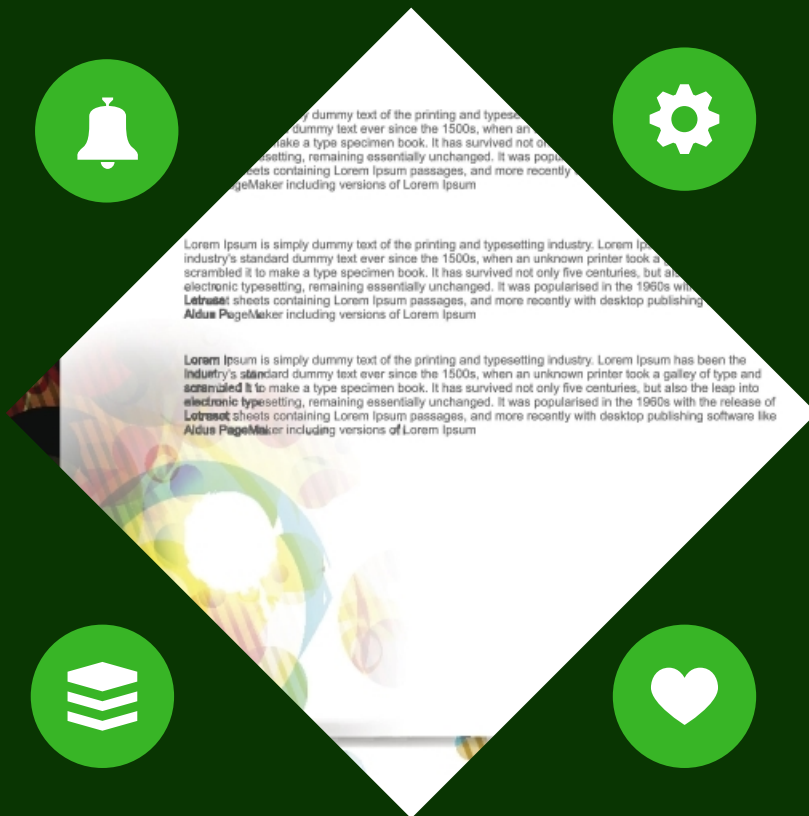 dummy text of the printing and
dummy text ever since the 1500s, when an
make a type specimen book. It has survived not
remaining essentially unchanged. It was
sheets containing Lorem Ipsum passages, and more recently
PageMaker including versions of Lorem Ipsum
Lorem Ipsum is simply dummy text of the printing and typesetting industry. Lorem
industry's standard dummy text ever since the 1500s, when an unknown printer took a
scrambled it to make a type specimen book. It has survived not only five centuries, but
electronic typesetting, remaining essentially unchanged. It was popularised in the 1960s
Letraset sheets containing Lorem Ipsum passages, and more recently with desktop publishing
Aldus PageMaker including versions of Lorem Ipsum
Lorem Ipsum is simply dummy text of the printing and typesetting industry. Lorem Ipsum has been the
industry's standard dummy text ever since the 1500s, when an unknown printer took a galley of type and
scrambled it to make a type specimen book. It has survived not only five centuries, but also the leap into
electronic typesetting, remaining essentially unchanged. It was popularised in the 1960s with the release of
Letraset sheets containing Lorem Ipsum passages, and more recently with desktop publishing software like
Aldus PageMaker including versions of Lorem Ipsum